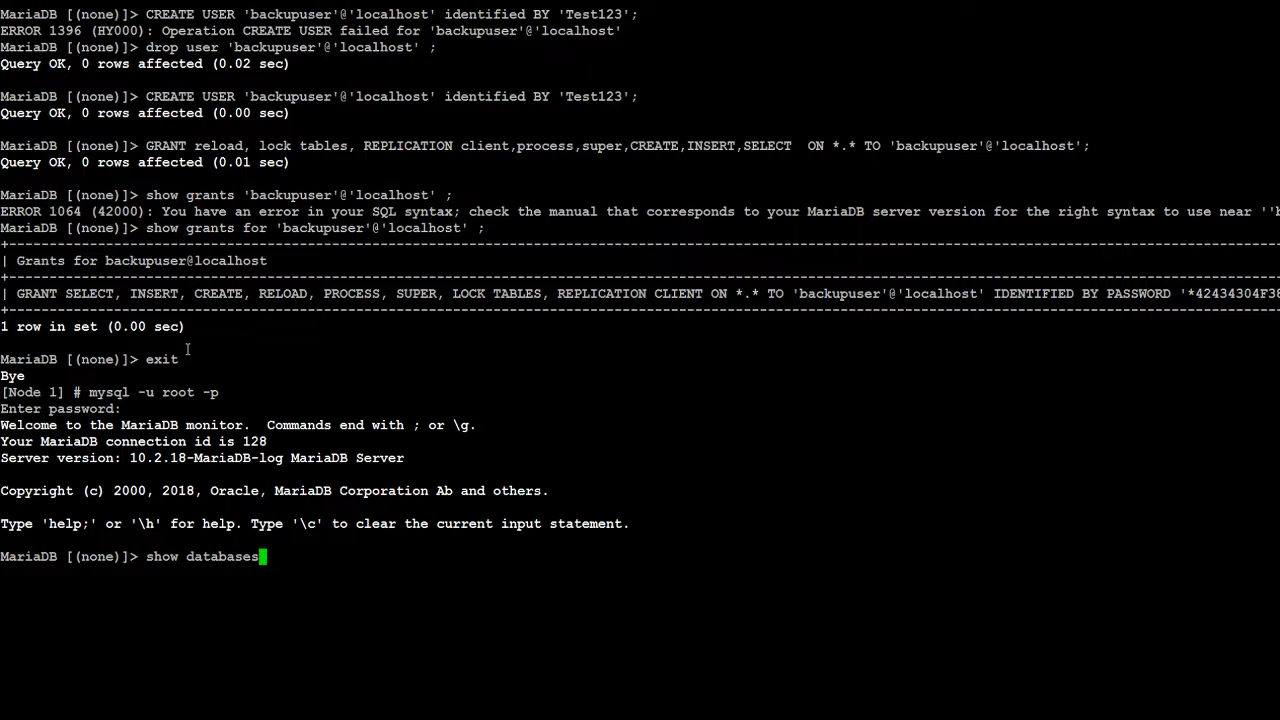 MariaDB [(none)]> CREATE USER 'backupuser'@'localhost' identified BY 'Test123';
ERROR 1396 (HY000): Operation CREATE USER failed for 'backupuser'@'localhost'
MariaDB [(none)]> drop user 'backupuser'@'localhost' ;
Query OK, 0 rows affected (0.02 sec)
MariaDB [(none)]> CREATE USER 'backupuser'@'localhost' identified BY 'Test123';
Query OK, 0 rows affected (0.00 sec)
MariaDB [(none)]> GRANT reload, lock tables, REPLICATION client,process,super,CREATE,INSERT,SELECT  ON *.* TO 'backupuser'@'localhost';
Query OK, 0 rows affected (0.01 sec)
MariaDB [(none)]> show grants 'backupuser'@'localhost' ;
ERROR 1064 (42000): You have an error in your SQL syntax; check the manual that corresponds to your MariaDB server version for the right syntax to use near ''b
MariaDB [(none)]> show grants for 'backupuser'@'localhost' ;
| Grants for backupuser@localhost
| GRANT SELECT, INSERT, CREATE, RELOAD, PROCESS, SUPER, LOCK TABLES, REPLICATION CLIENT ON *.* TO 'backupuser'@'localhost' IDENTIFIED BY PASSWORD '*42434304F38
1 row in set (0.00 sec)
MariaDB [(none)]> exit
Bye
[Node 1] # mysql -u root -p
Enter password:
Welcome to the MariaDB monitor.  Commands end with ; or \g.
Your MariaDB connection id is 128
Server version: 10.2.18-MariaDB-log MariaDB Server
Copyright (c) 2000, 2018, Oracle, MariaDB Corporation Ab and others.
Type 'help;' or '\h' for help. Type '\c' to clear the current input statement.
MariaDB [(none)]> show databases